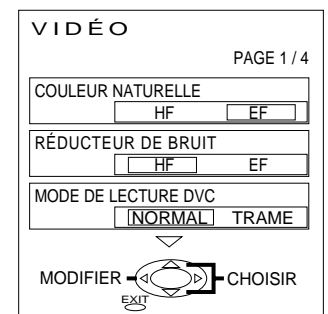 VIDÉO
PAGE 1 / 4
COULEUR NATURELLE
HF EF
RÉDUCTEUR DE BRUIT
HF EF
MODE DE LECTURE DVC
NORMAL TRAME
MODIFIER CHOISIR
EXIT